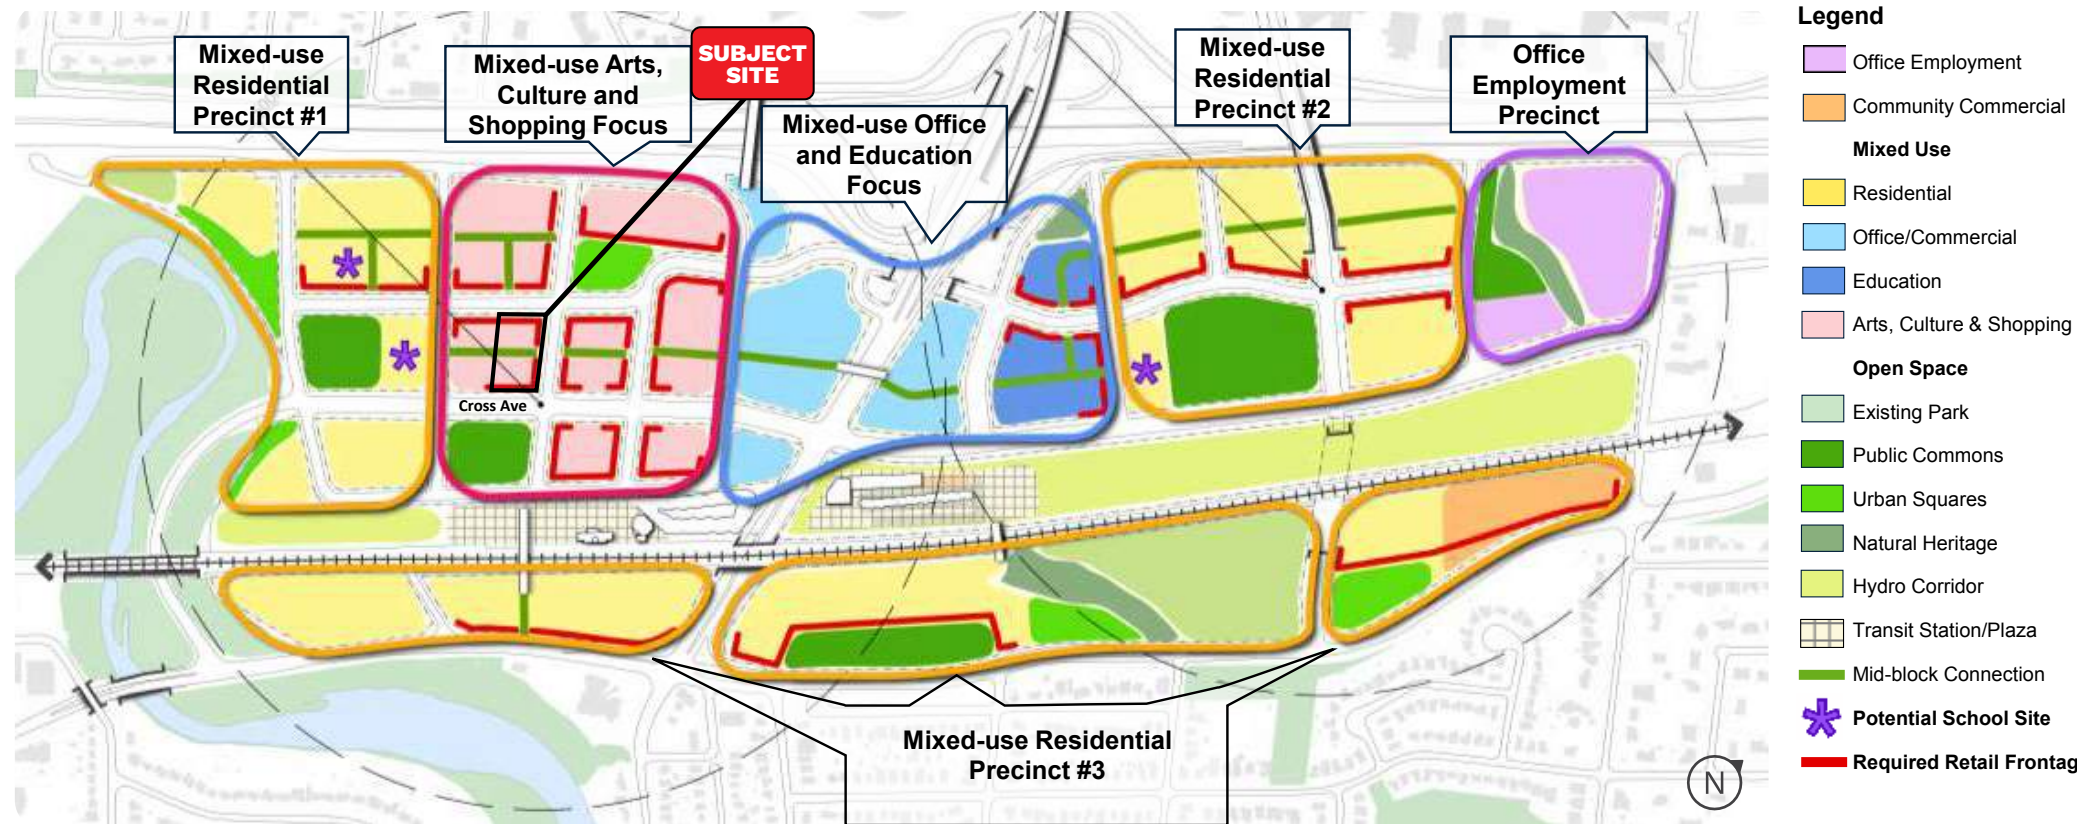 Mixed-use
Residential
Precinct #1
Mixed-use Arts,
Culture and
Shopping Focus
SUBJECT
SITE
Mixed-use Office
and Education
Focus
Mixed-use
Residential
Precinct #2
Office
Employment
Precinct
Cross Ave
Mixed-use Residential
Precinct #3
N
Legend
Office Employment
Community Commercial
Mixed Use
Residential
Office/Commercial
Education
Arts, Culture & Shopping
Open Space
Existing Park
Public Commons
Urban Squares
Natural Heritage
Hydro Corridor
Transit Station/Plaza
Mid-block Connection
Potential School Site
Required Retail Frontag